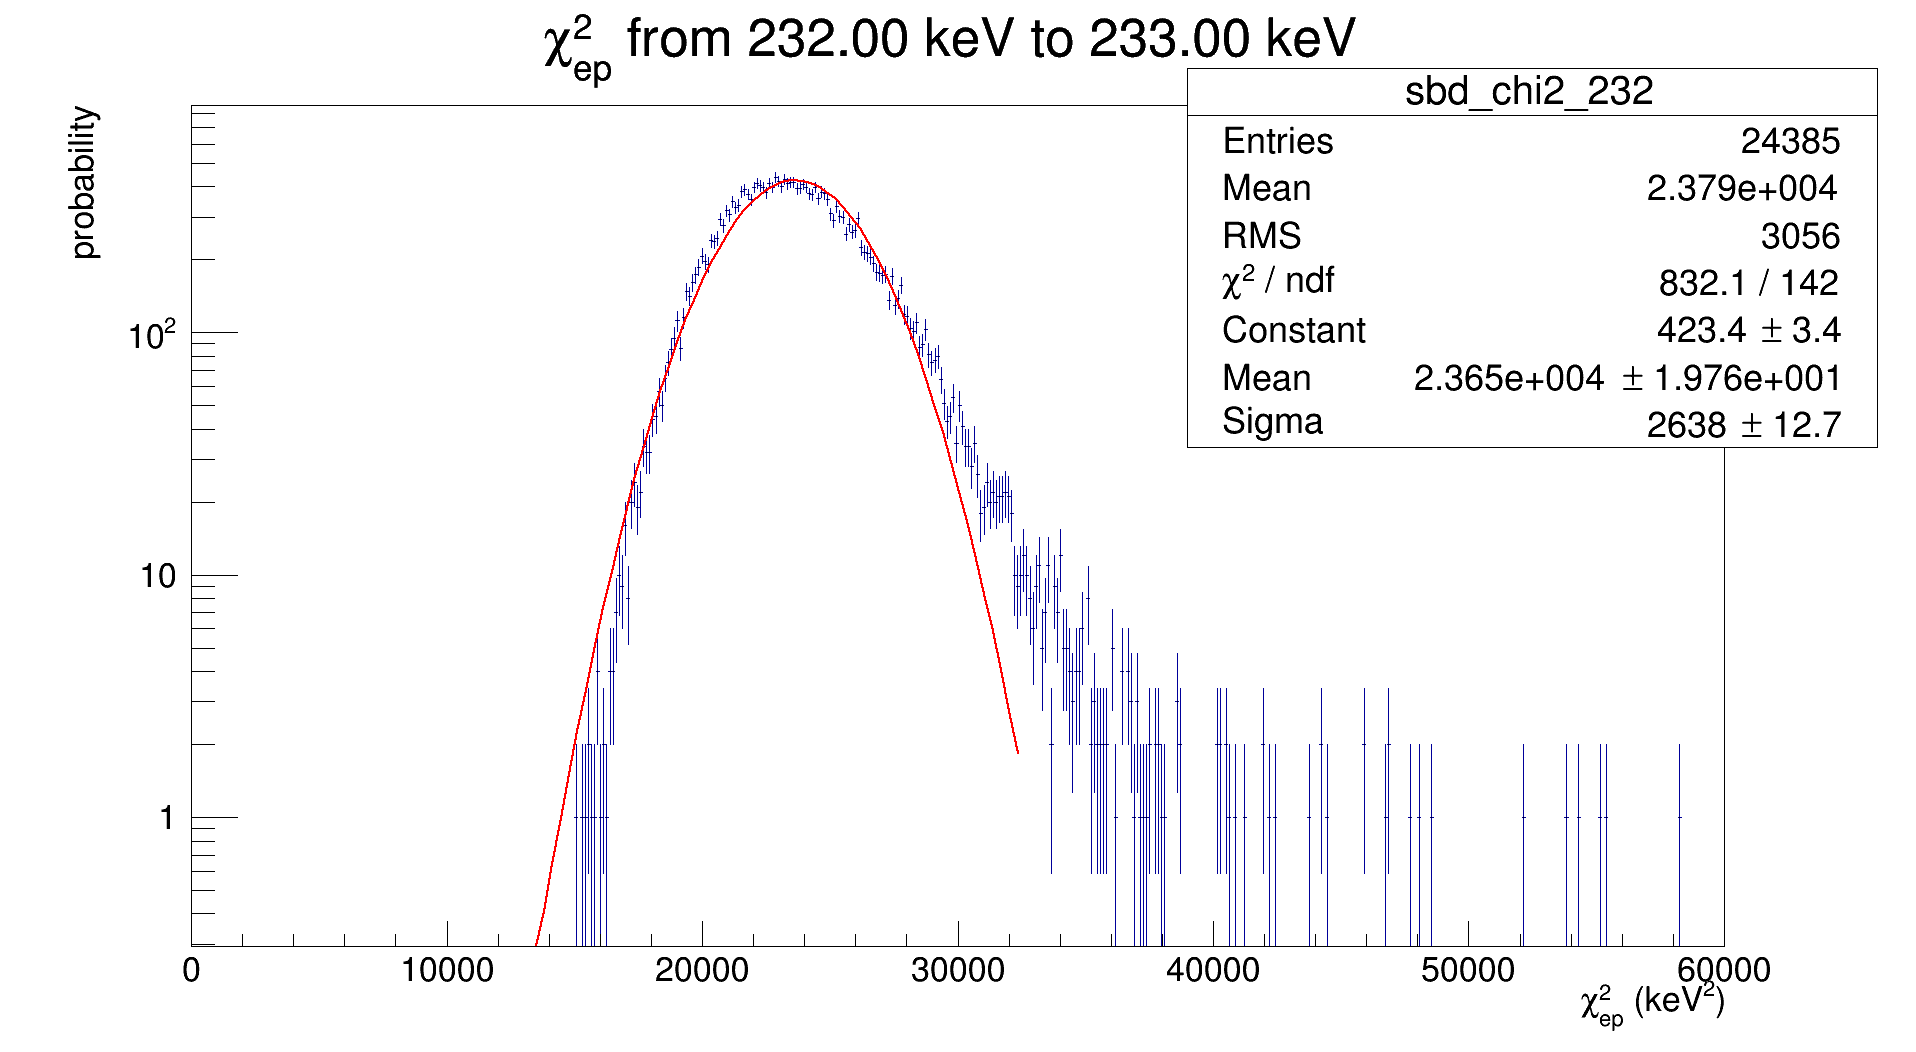 χ²ep from 232.00 keV to 233.00 keV
probability
sbd_chi2_232
Entries 24385
Mean 2.379e+004
RMS 3056
χ² / ndf 832.1 / 142
Constant 423.4 ± 3.4
Mean 2.365e+004 ± 1.976e+001
Sigma 2638 ± 12.7
10²
10
1
0 10000 20000 30000 40000 50000 60000
χ²ep (keV²)